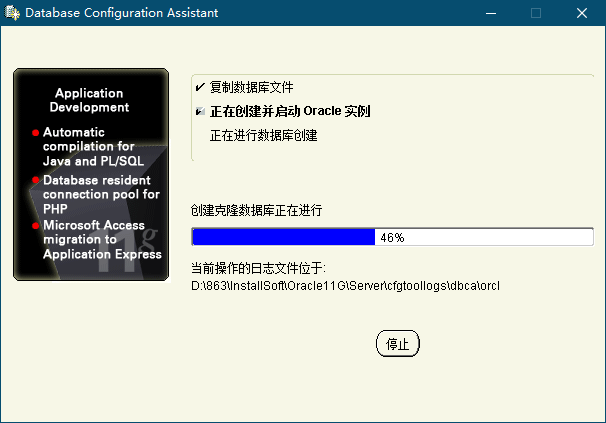 Database Configuration Assistant
Application
Development
Automatic
compilation for
Java and PL/SQL
Database resident
connection pool for
PHP
Microsoft Access
migration to
Application Express
11g
复制数据库文件
正在创建并启动 Oracle 实例
正在进行数据库创建
创建克隆数据库正在进行
46%
当前操作的日志文件位于:
D:\863\InstallSoft\Oracle11G\Server\cfgtoollogs\dbca\orcl
停止